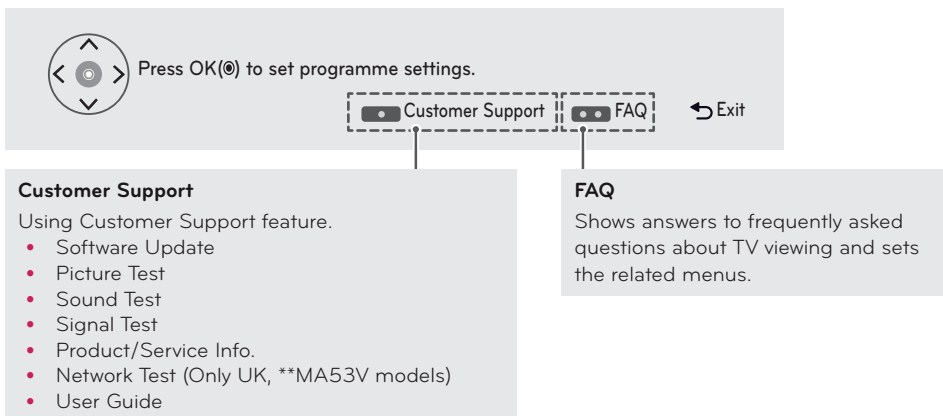 Press OK(◉) to set programme settings.
Customer Support
FAQ
Exit
Customer Support
Using Customer Support feature.
• Software Update
• Picture Test
• Sound Test
• Signal Test
• Product/Service Info.
• Network Test (Only UK, **MA53V models)
• User Guide
FAQ
Shows answers to frequently asked
questions about TV viewing and sets
the related menus.